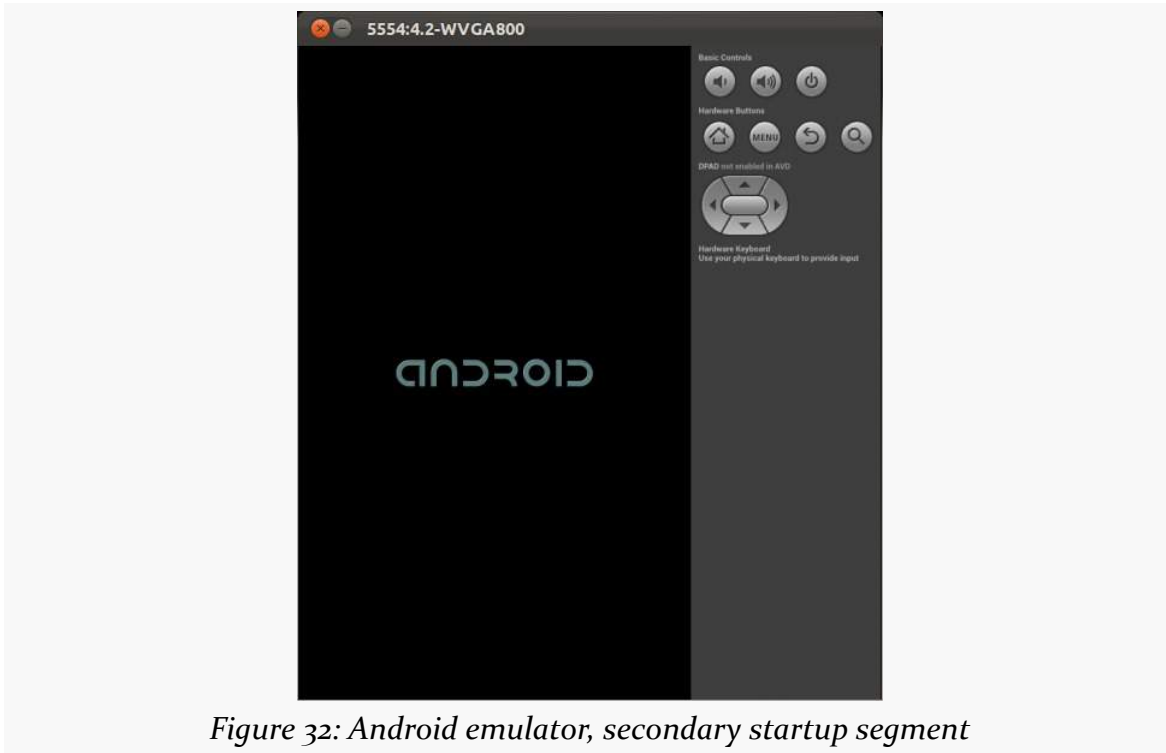 5554:4.2-WVGA800
Basic Controls
Hardware Buttons
MENU
DPAD not enabled in AVD
Hardware Keyboard
Use your physical keyboard to provide input
ANDROID
Figure 32: Android emulator, secondary startup segment